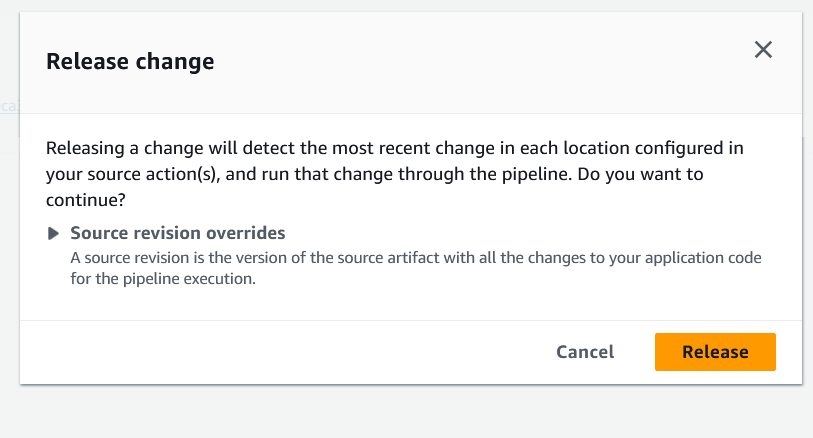 Release change
Releasing a change will detect the most recent change in each location configured in
your source action(s), and run that change through the pipeline. Do you want to
continue?
Source revision overrides
A source revision is the version of the source artifact with all the changes to your application code
for the pipeline execution.
Cancel
Release